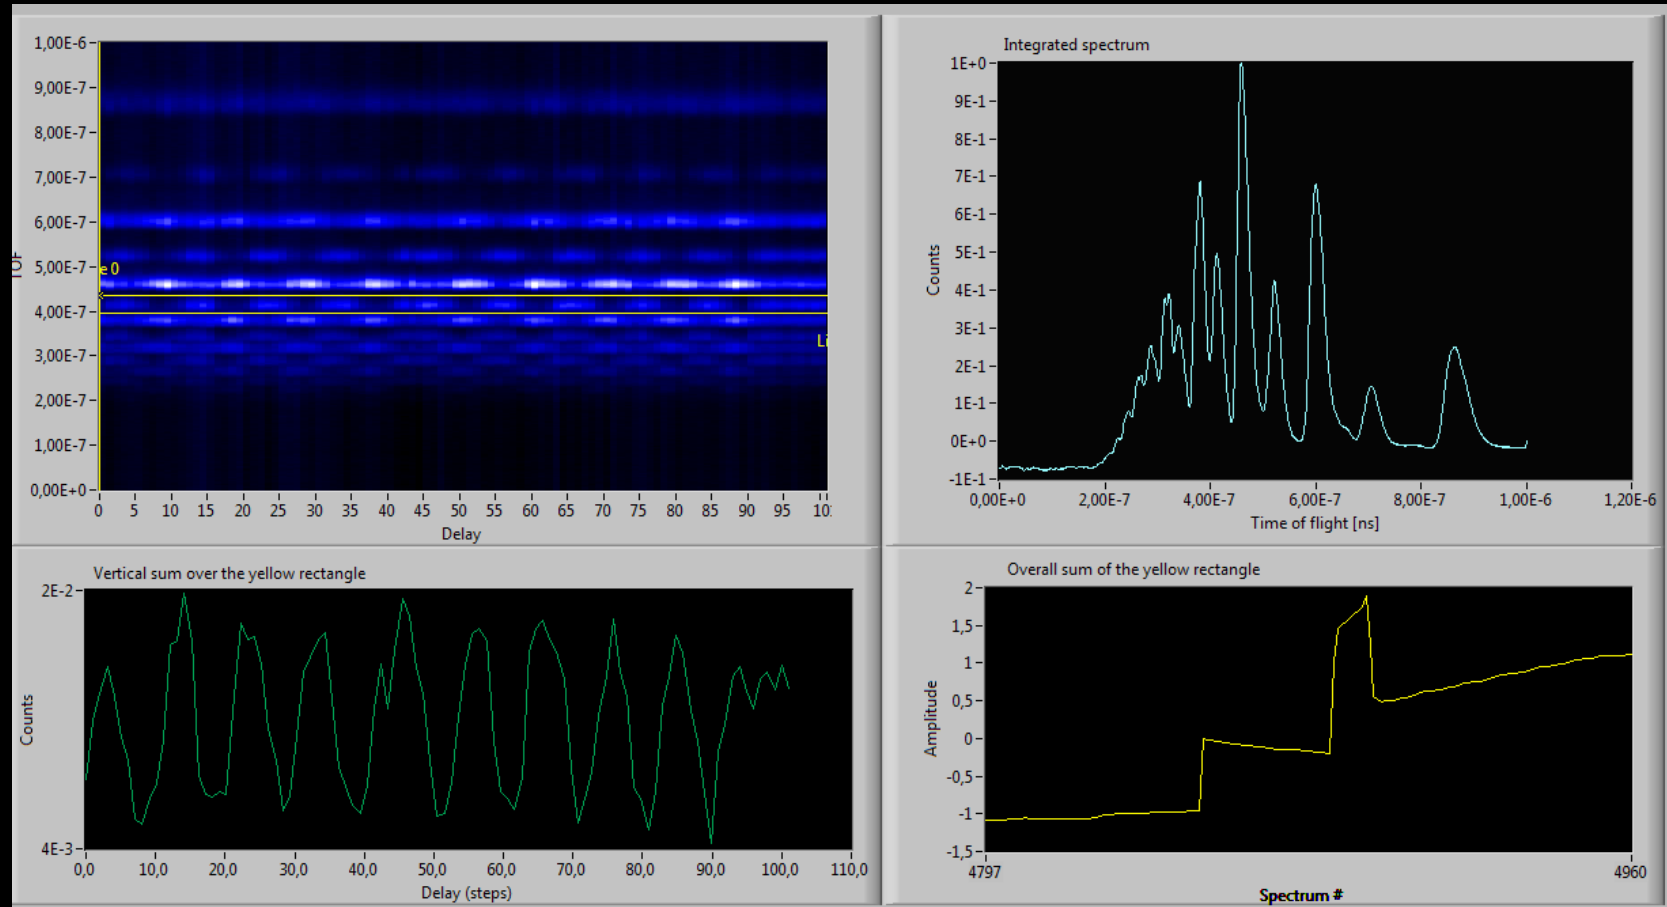 1,00E-6
9,00E-7
8,00E-7
7,00E-7
6,00E-7
5,00E-7
4,00E-7
3,00E-7
2,00E-7
1,00E-7
0,00E+0
TOF
e 0
Li
0 5 10 15 20 25 30 35 40 45 50 55 60 65 70 75 80 85 90 95 10
Delay
Integrated spectrum
1E+0
9E-1
8E-1
7E-1
6E-1
5E-1
4E-1
3E-1
2E-1
1E-1
0E+0
-1E-1
Counts
0,00E+0 2,00E-7 4,00E-7 6,00E-7 8,00E-7 1,00E-6 1,20E-6
Time of flight [ns]
Vertical sum over the yellow rectangle
2E-2
4E-3
Counts
0,0 10,0 20,0 30,0 40,0 50,0 60,0 70,0 80,0 90,0 100,0 110,0
Delay (steps)
Overall sum of the yellow rectangle
2
1,5
1
0,5
0
-0,5
-1
-1,5
Amplitude
4797 4960
Spectrum #